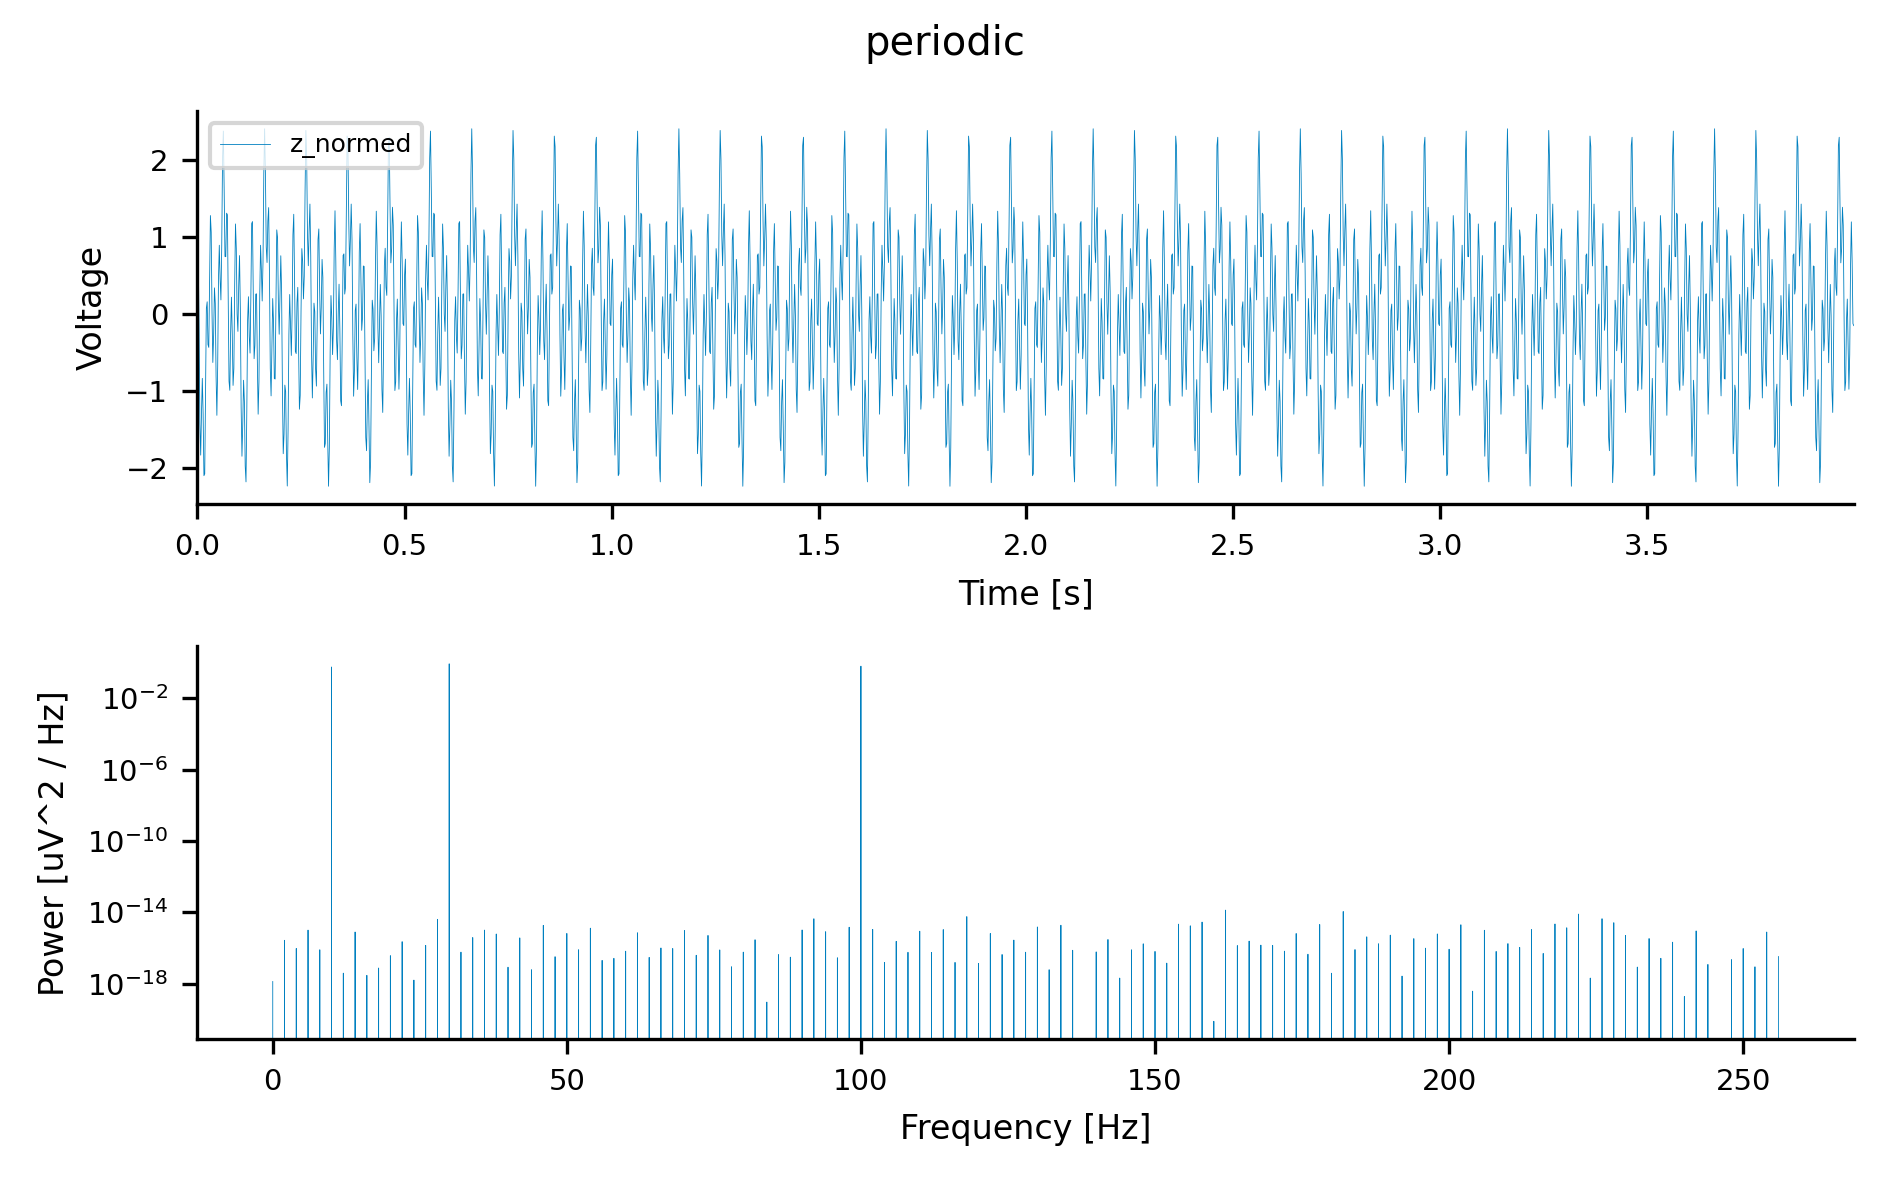 periodic
z_normed
Voltage
2
1
0
−1
−2
0.0 0.5 1.0 1.5 2.0 2.5 3.0 3.5
Time [s]
Power [uV^2 / Hz]
10⁻²
10⁻⁶
10⁻¹⁰
10⁻¹⁴
10⁻¹⁸
0 50 100 150 200 250
Frequency [Hz]